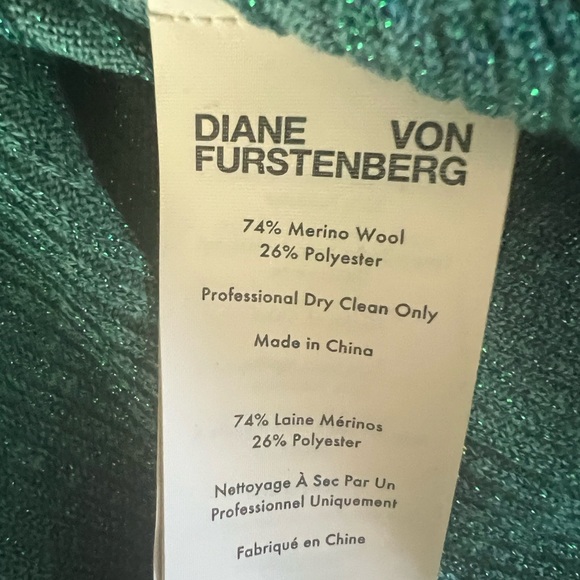 DIANE VON
FURSTENBERG
74% Merino Wool
26% Polyester
Professional Dry Clean Only
Made in China
74% Laine Mérinos
26% Polyester
Nettoyage À Sec Par Un
Professionnel Uniquement
Fabriqué en Chine